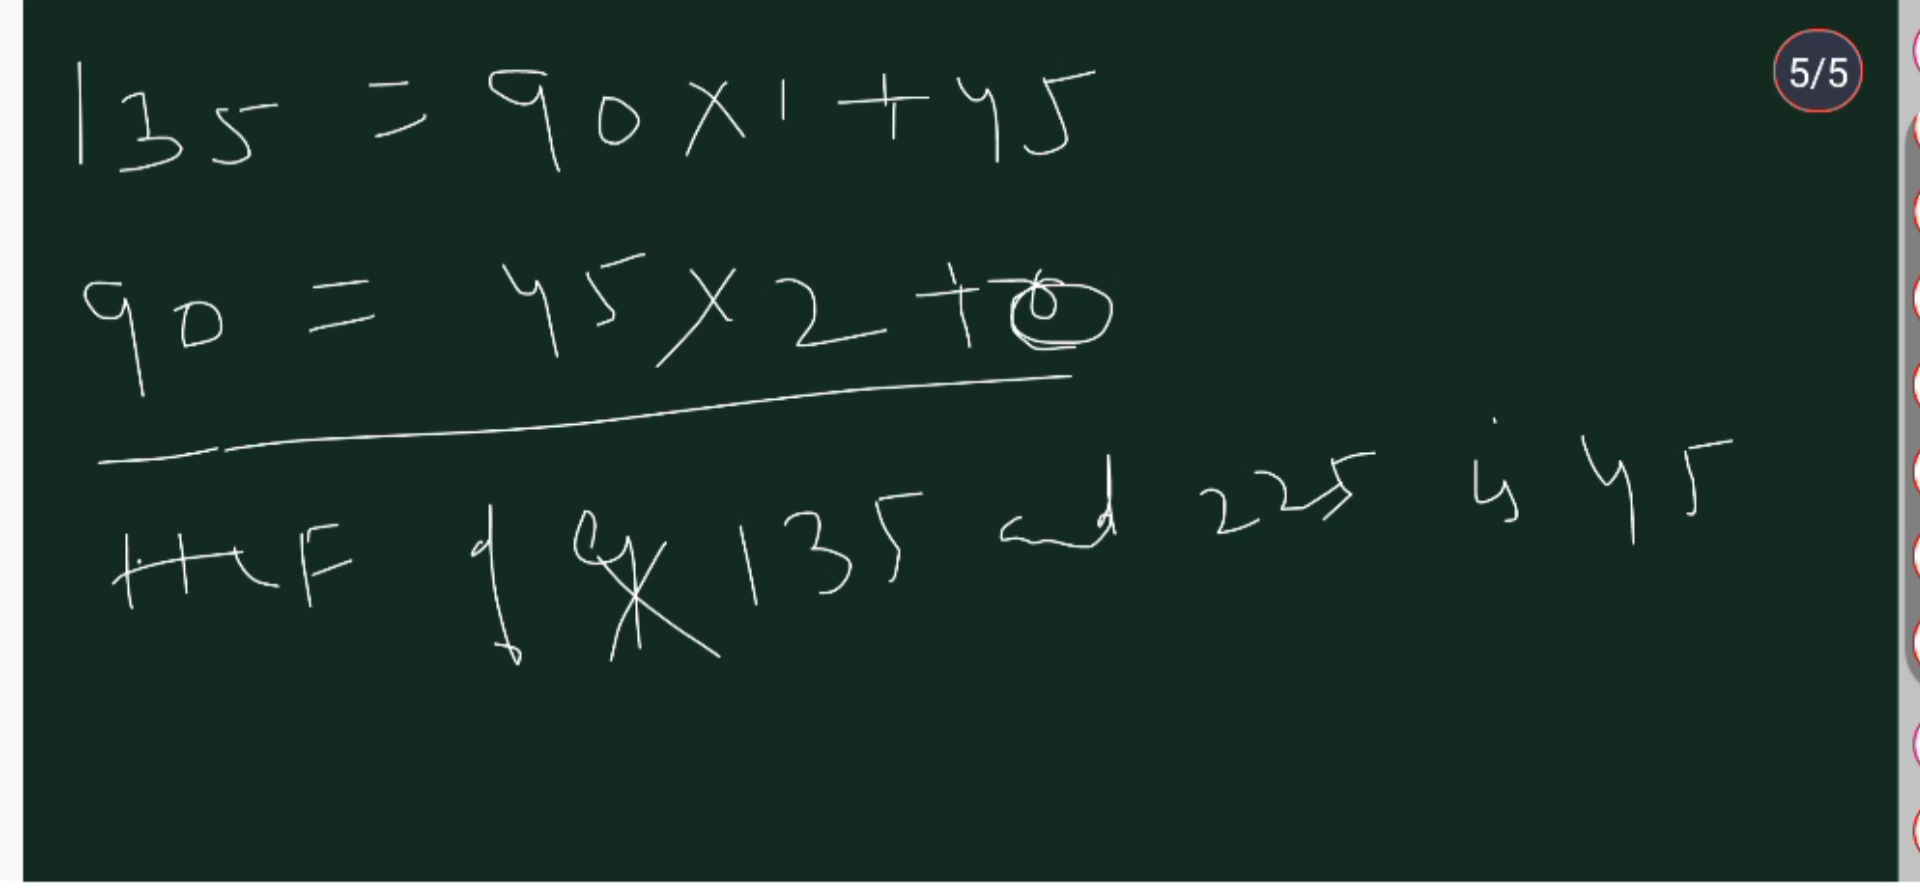 5/5
135 = 90 × 1 + 45
90 = 45 × 2 + 0
HCF of 135 and 225 is 45